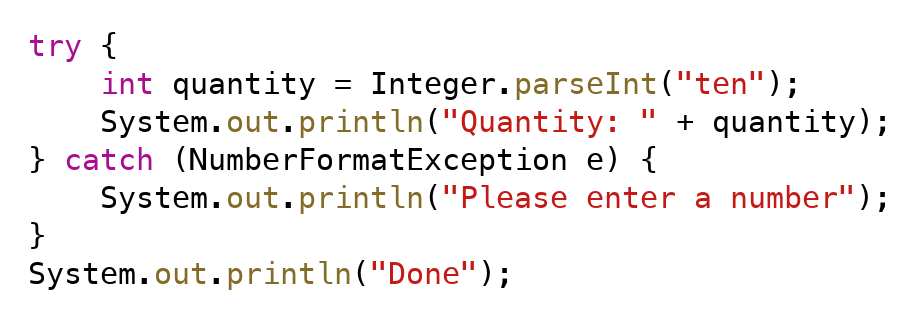 try {
    int quantity = Integer.parseInt("ten");
    System.out.println("Quantity: " + quantity);
} catch (NumberFormatException e) {
    System.out.println("Please enter a number");
}
System.out.println("Done");